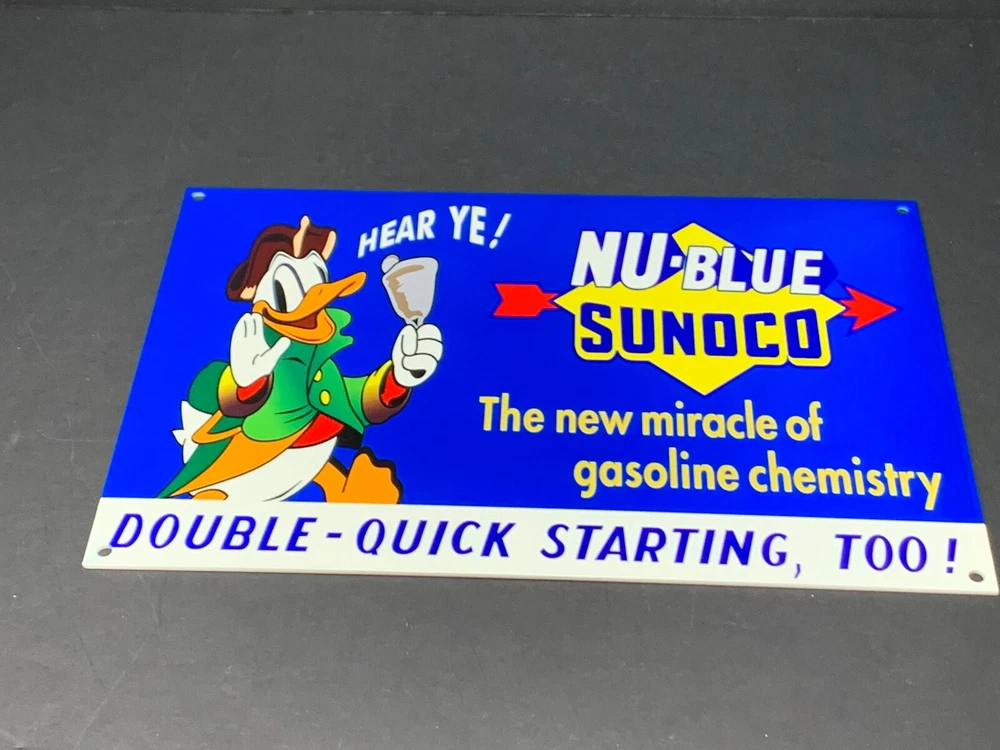 HEAR YE!
NU·BLUE
SUNOCO
The new miracle of
gasoline chemistry
DOUBLE-QUICK STARTING, TOO!